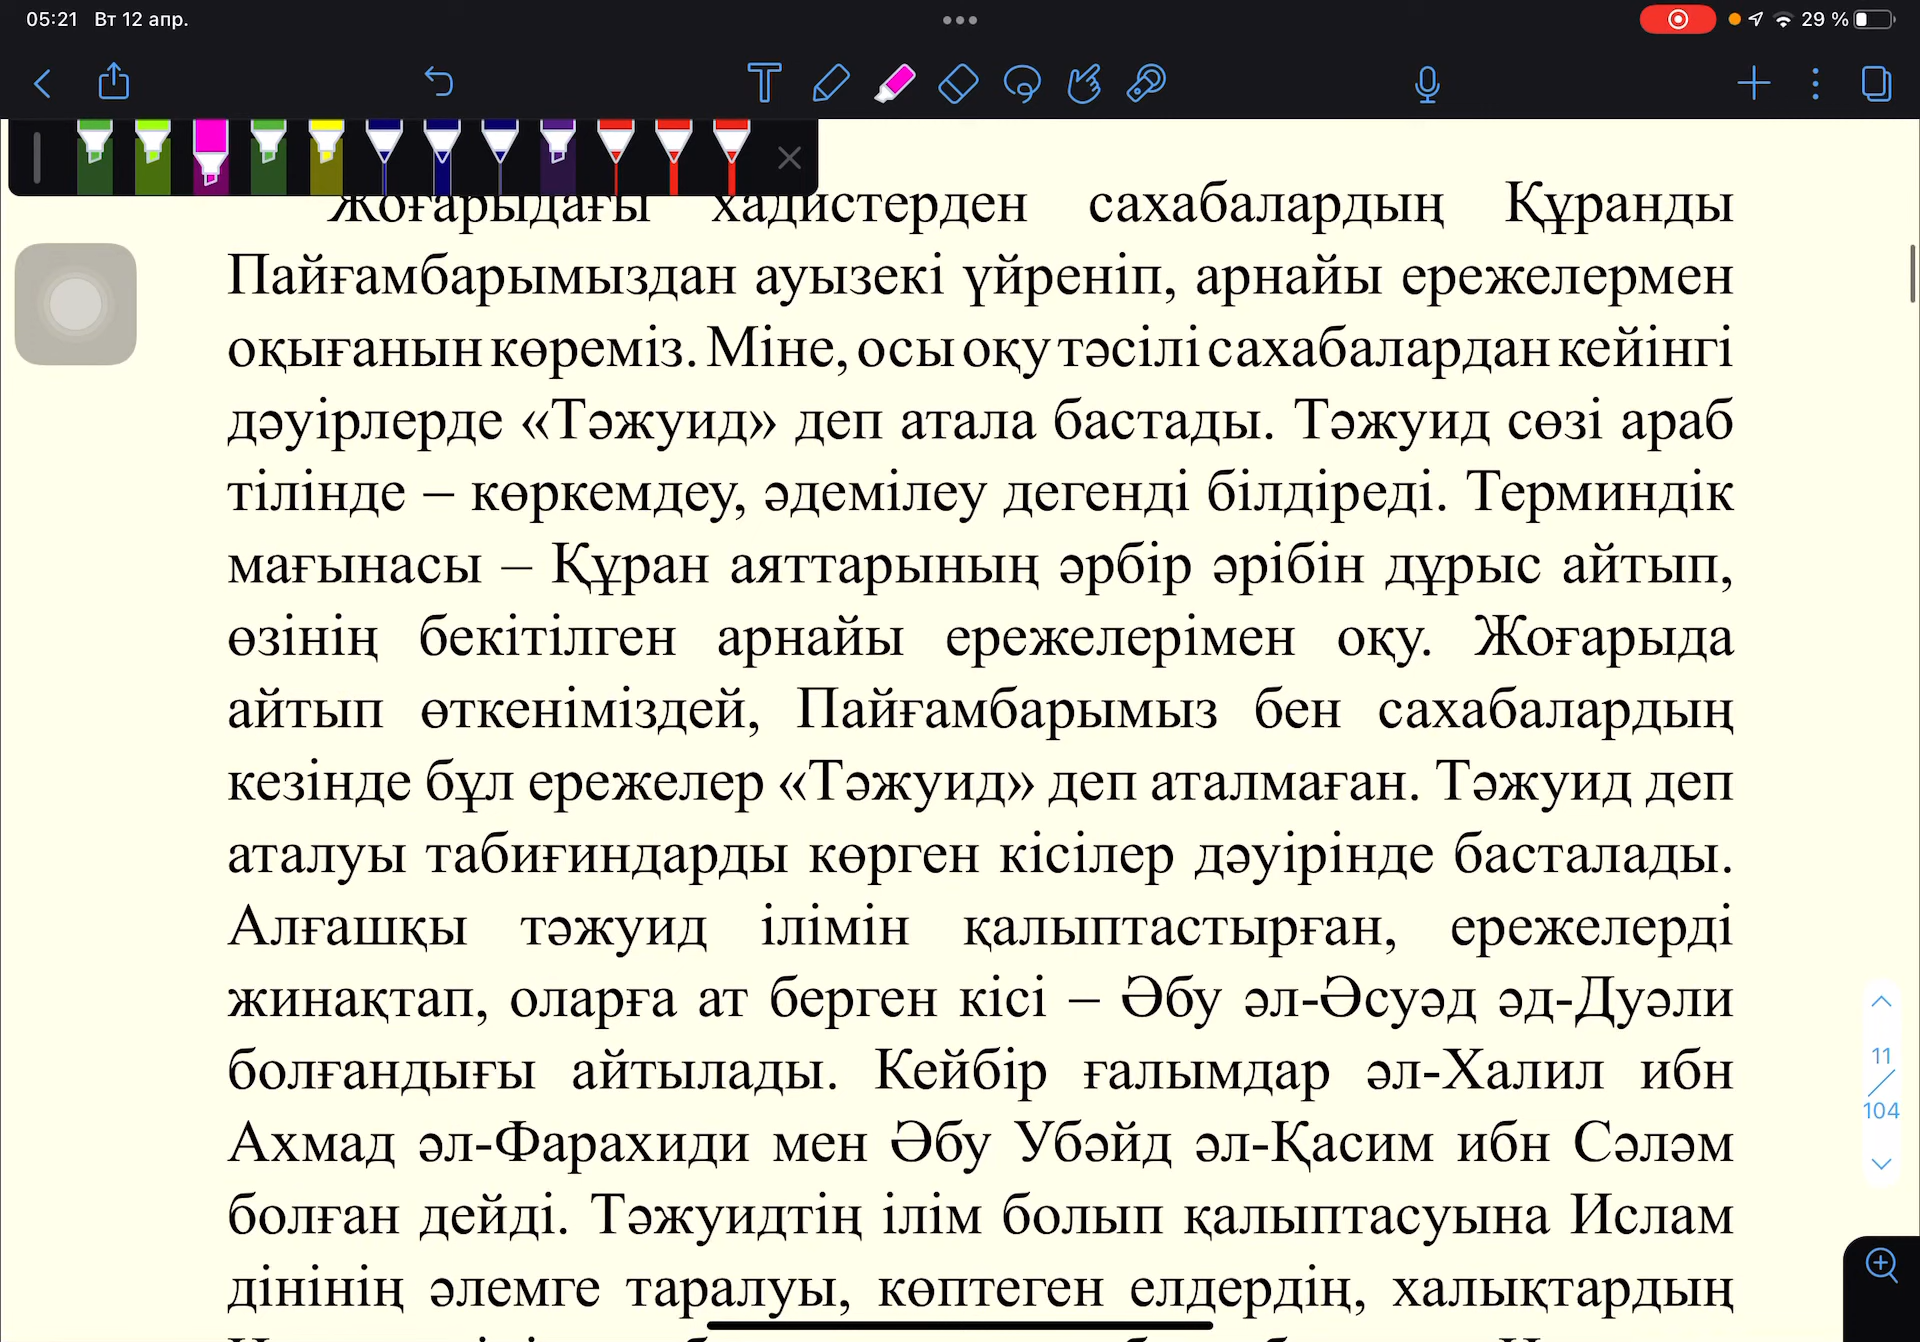 05:21 Вт 12 апр.
29 %
Жоғарыдағы хадистерден сахабалардың Құранды
Пайғамбарымыздан ауызекі үйреніп, арнайы ережелермен
оқығанын көреміз. Міне, осы оқу тәсілі сахабалардан кейінгі
дәуірлерде «Тәжуид» деп атала бастады. Тәжуид сөзі араб
тілінде – көркемдеу, әдемілеу дегенді білдіреді. Терминдік
мағынасы – Құран аяттарының әрбір әрібін дұрыс айтып,
өзінің бекітілген арнайы ережелерімен оқу. Жоғарыда
айтып өткеніміздей, Пайғамбарымыз бен сахабалардың
кезінде бұл ережелер «Тәжуид» деп аталмаған. Тәжуид деп
аталуы табиғиндарды көрген кісілер дәуірінде басталады.
Алғашқы тәжуид ілімін қалыптастырған, ережелерді
жинақтап, оларға ат берген кісі – Әбу әл-Әсуәд әд-Дуәли
болғандығы айтылады. Кейбір ғалымдар әл-Халил ибн
Ахмад әл-Фарахиди мен Әбу Убәйд әл-Қасим ибн Сәләм
болған дейді. Тәжуидтің ілім болып қалыптасуына Ислам
дінінің әлемге таралуы, көптеген елдердің, халықтардың
11
104